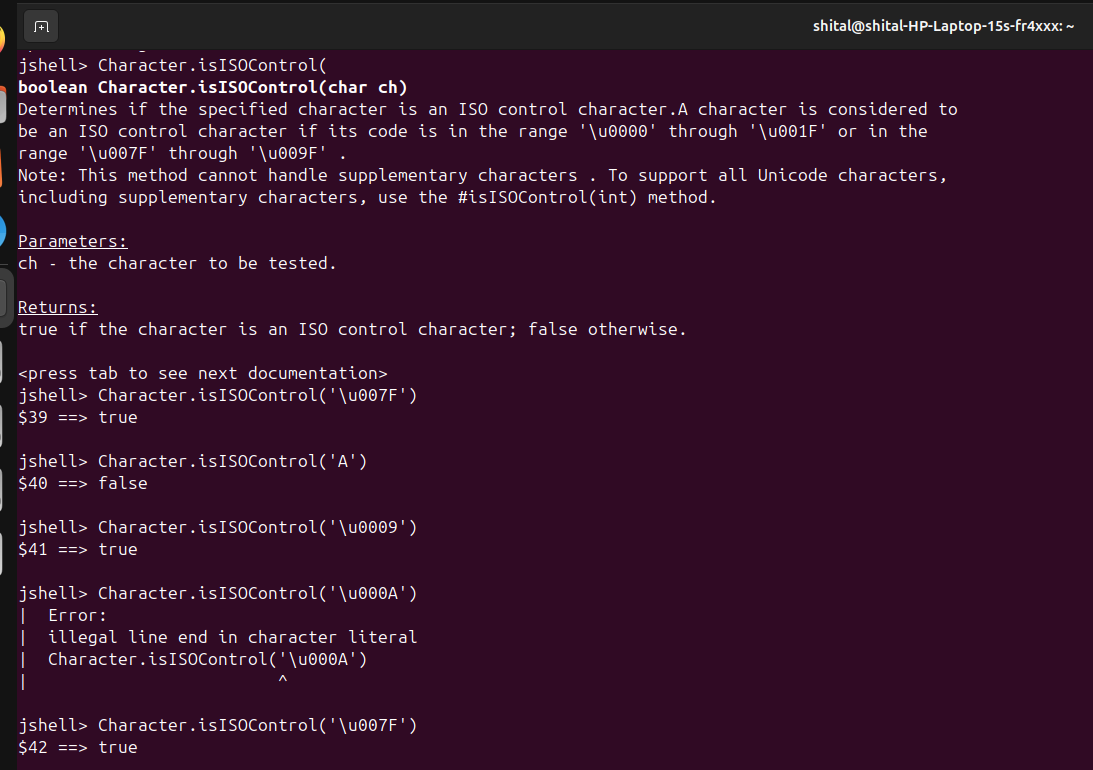 shital@shital-HP-Laptop-15s-fr4xxx: ~
jshell> Character.isISOControl(
boolean Character.isISOControl(char ch)
Determines if the specified character is an ISO control character.A character is considered to
be an ISO control character if its code is in the range '\u0000' through '\u001F' or in the
range '\u007F' through '\u009F' .
Note: This method cannot handle supplementary characters . To support all Unicode characters,
including supplementary characters, use the #isISOControl(int) method.
Parameters:
ch - the character to be tested.
Returns:
true if the character is an ISO control character; false otherwise.
<press tab to see next documentation>
jshell> Character.isISOControl('\u007F')
$39 ==> true
jshell> Character.isISOControl('A')
$40 ==> false
jshell> Character.isISOControl('\u0009')
$41 ==> true
jshell> Character.isISOControl('\u000A')
|  Error:
|  illegal line end in character literal
|  Character.isISOControl('\u000A')
|                         ^
jshell> Character.isISOControl('\u007F')
$42 ==> true